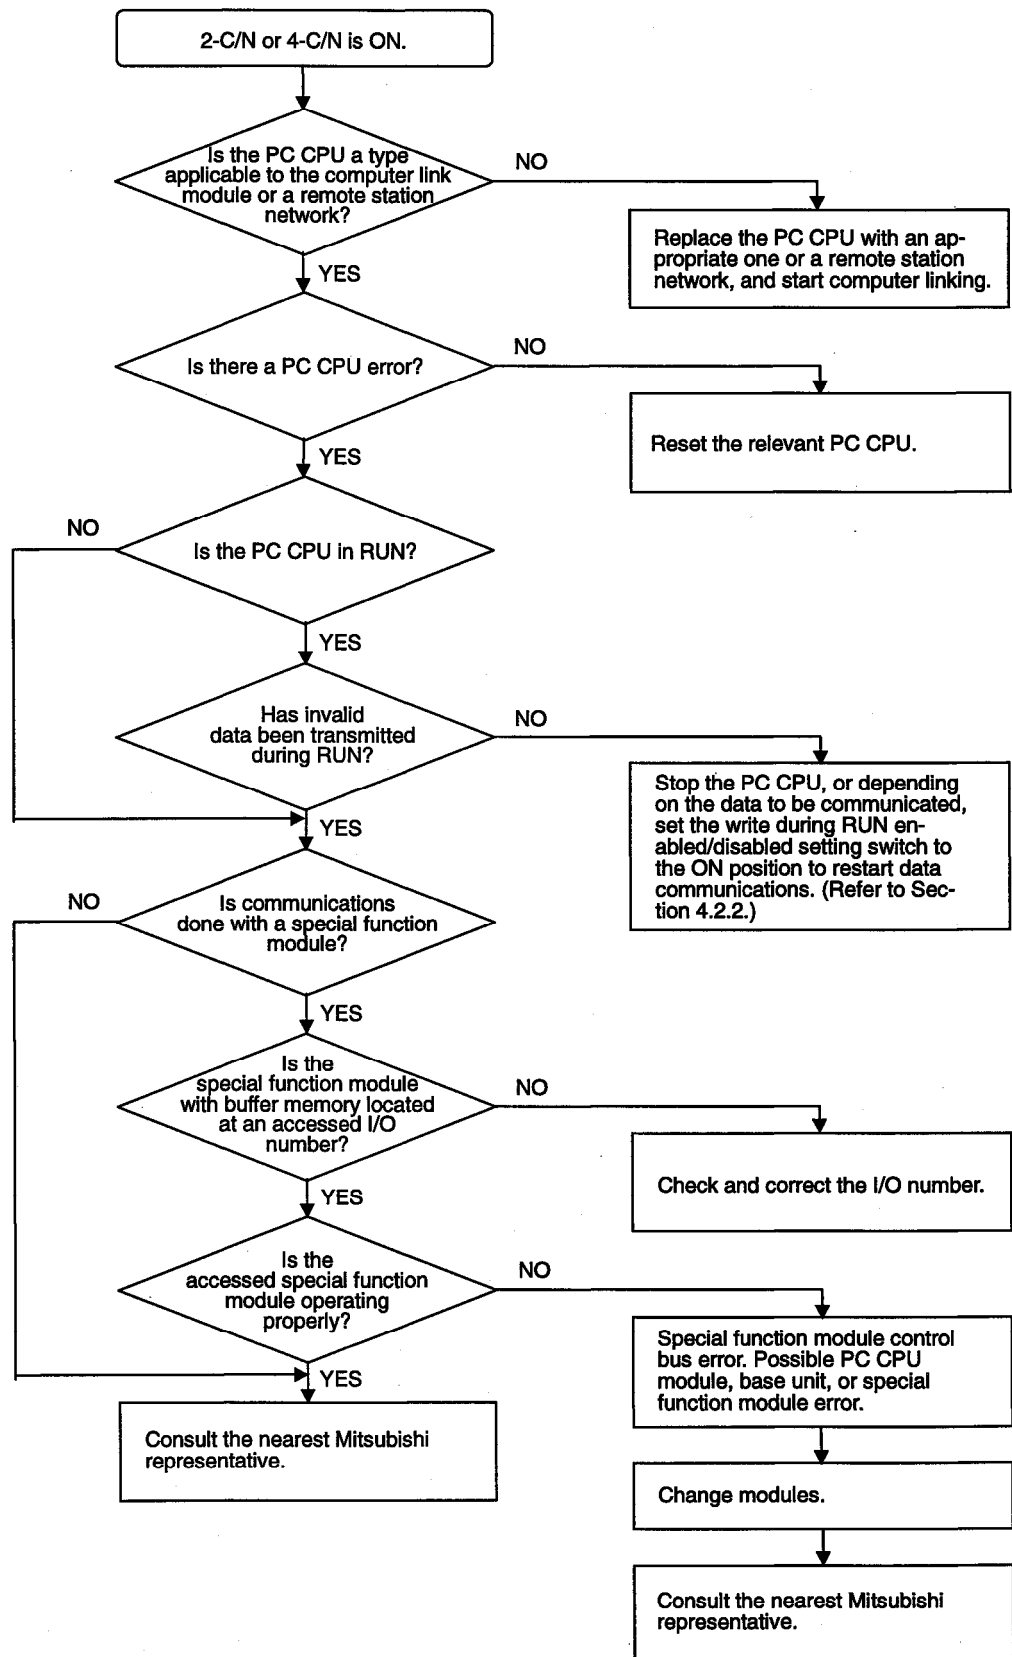 2-C/N or 4-C/N is ON.
Is the PC CPU a type
applicable to the computer link
module or a remote station
network?
NO
Replace the PC CPU with an ap-
propriate one or a remote station
network, and start computer linking.
YES
Is there a PC CPU error?
NO
Reset the relevant PC CPU.
YES
NO
Is the PC CPU in RUN?
YES
Has invalid
data been transmitted
during RUN?
NO
Stop the PC CPU, or depending
on the data to be communicated,
set the write during RUN en-
abled/disabled setting switch to
the ON position to restart data
communications. (Refer to Sec-
tion 4.2.2.)
YES
NO
Is communications
done with a special function
module?
YES
Is the
special function module
with buffer memory located
at an accessed I/O
number?
NO
Check and correct the I/O number.
YES
Is the
accessed special function
module operating
properly?
NO
Special function module control
bus error. Possible PC CPU
module, base unit, or special
function module error.
YES
Consult the nearest Mitsubishi
representative.
Change modules.
Consult the nearest Mitsubishi
representative.